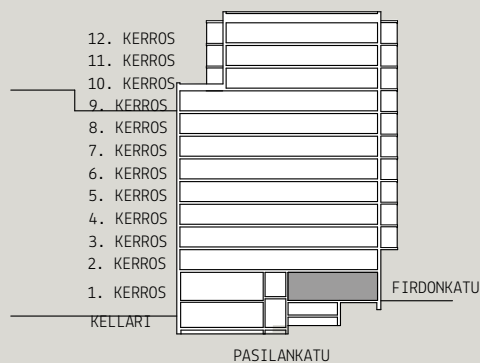 12. KERROS
11. KERROS
10. KERROS
9. KERROS
8. KERROS
7. KERROS
6. KERROS
5. KERROS
4. KERROS
3. KERROS
2. KERROS
1. KERROS
FIRDONKATU
KELLARI
PASILANKATU